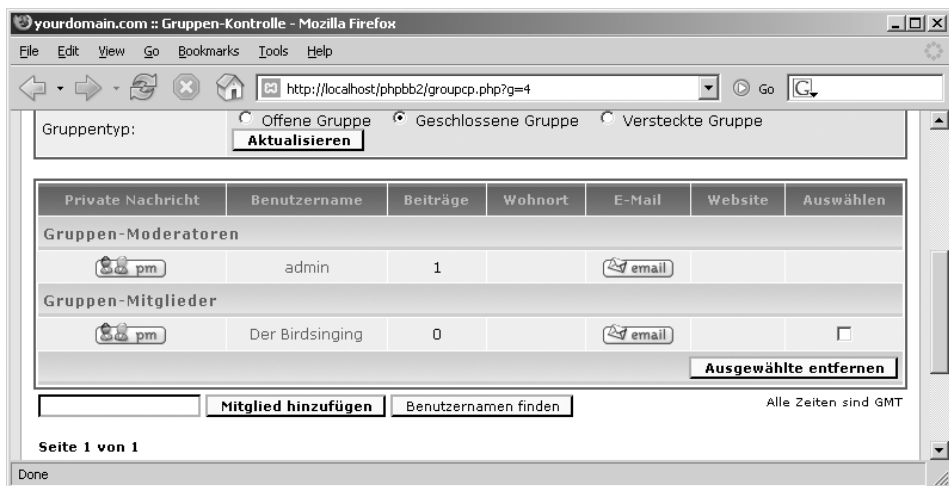 yourdomain.com :: Gruppen-Kontrolle - Mozilla Firefox
File Edit View Go Bookmarks Tools Help
http://localhost/phpbb2/groupcp.php?g=4 Go G
Gruppentyp: Offene Gruppe Geschlossene Gruppe Versteckte Gruppe
Aktualisieren
Private Nachricht Benutzername Beiträge Wohnort E-Mail Website Auswählen
Gruppen-Moderatoren
pm admin 1 email
Gruppen-Mitglieder
pm Der Birdsinging 0 email
Ausgewählte entfernen
Mitglied hinzufügen Benutzernamen finden Alle Zeiten sind GMT
Seite 1 von 1
Done